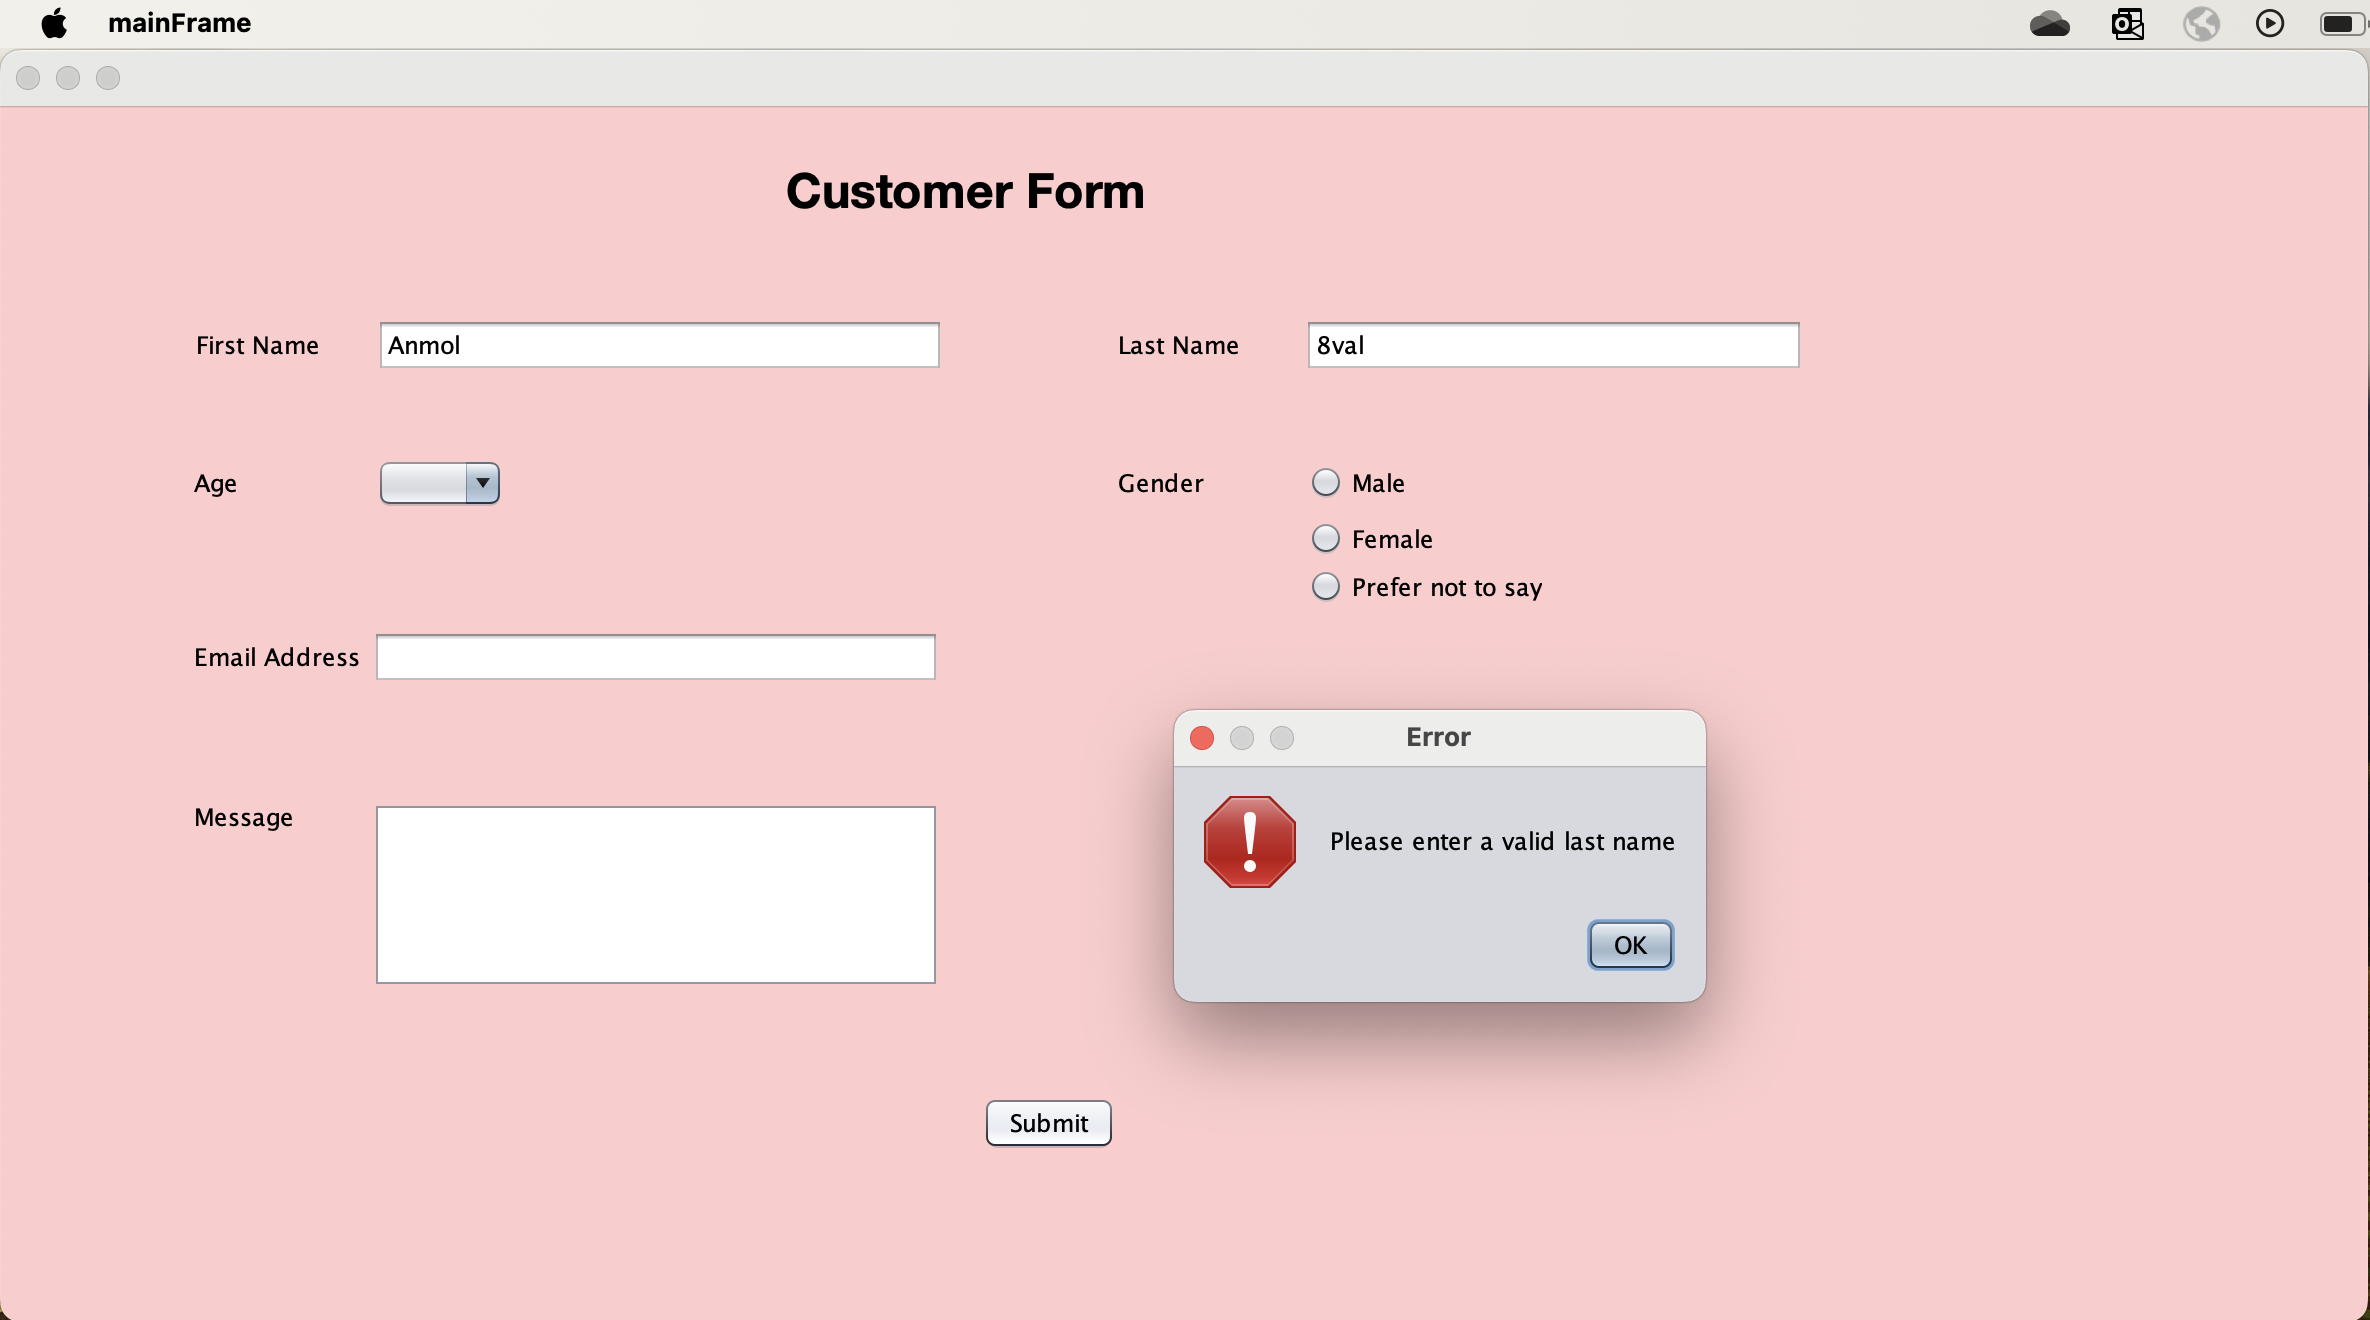 mainFrame
Customer Form
First Name
Anmol
Last Name
8val
Age
Gender
Male
Female
Prefer not to say
Email Address
Message
Error
Please enter a valid last name
OK
Submit